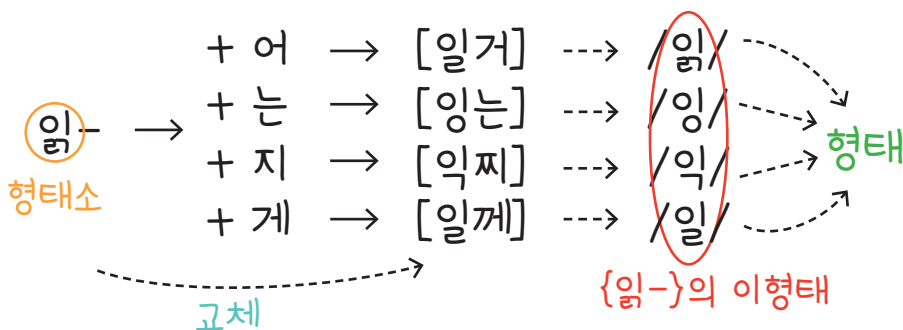 + 어 [일거] /읽/
+ 는 [잉는] /잉/
읽- 형태
+ 지 [익찌] /익/
형태소
+ 게 [일께] /일/
{읽-}의 이형태
교체